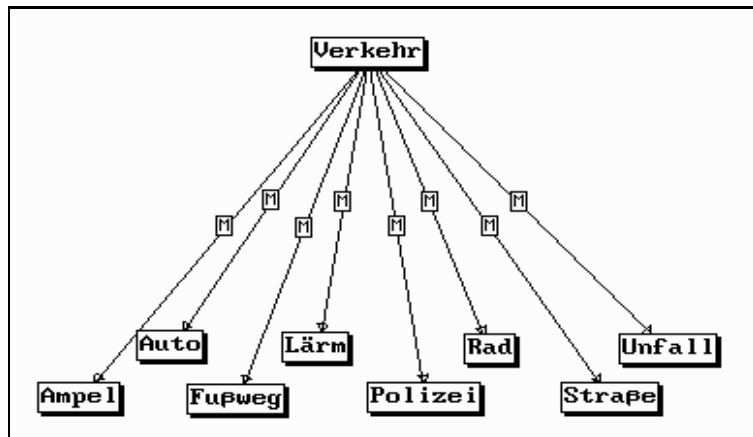 Verkehr
M
M
M
M
M
M
M
M
Auto
Lärm
Rad
Unfall
Ampel
Fußweg
Polizei
Straße